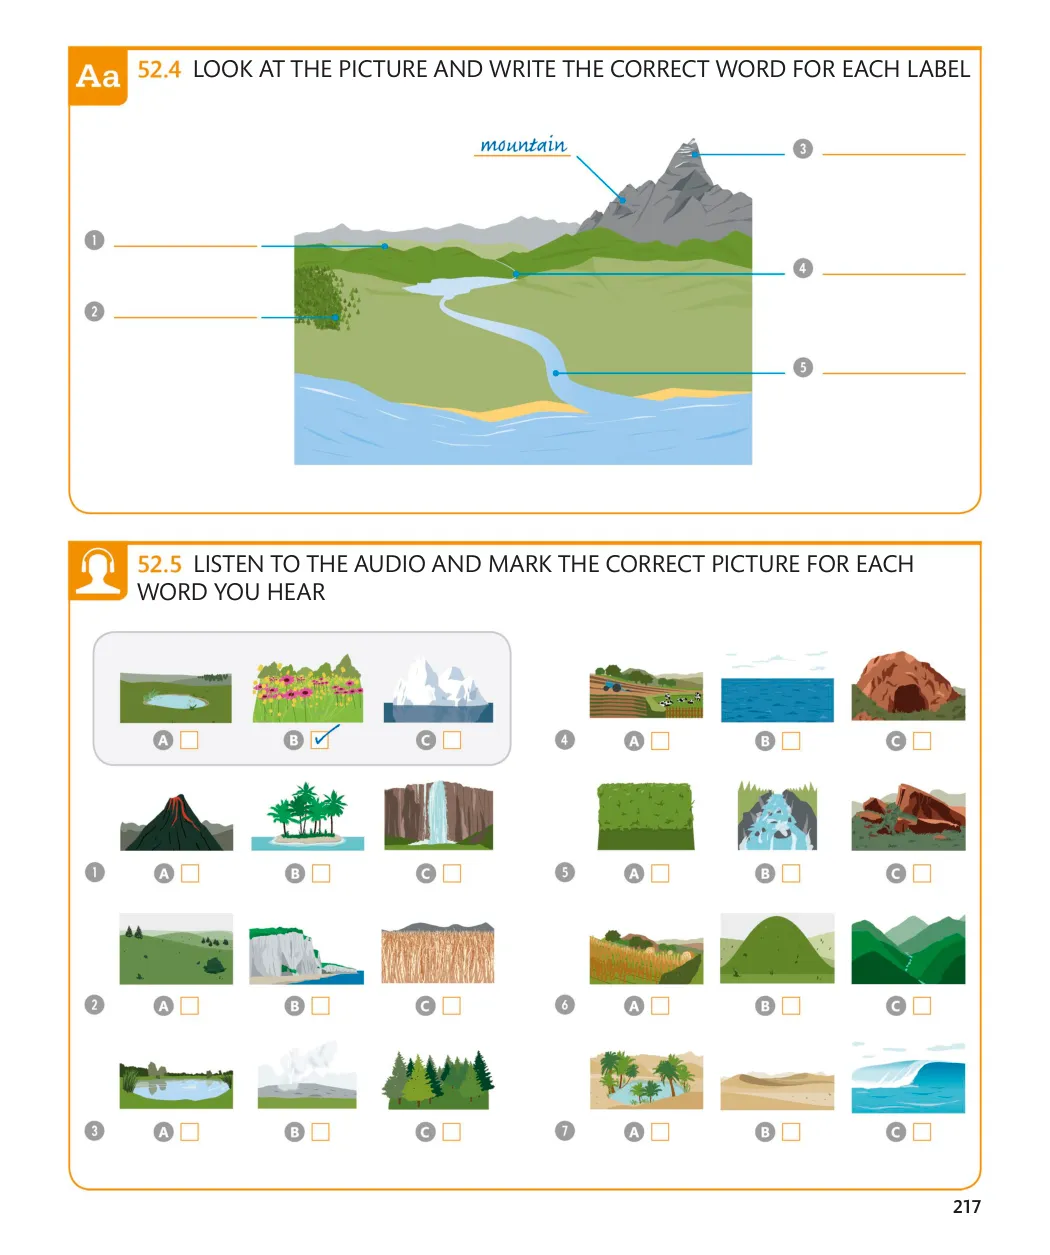 Aa 52.4 LOOK AT THE PICTURE AND WRITE THE CORRECT WORD FOR EACH LABEL
mountain
3
1
4
2
5
52.5 LISTEN TO THE AUDIO AND MARK THE CORRECT PICTURE FOR EACH
WORD YOU HEAR
A B C
4 A B C
1 A B C
5 A B C
2 A B C
6 A B C
3 A B C
7 A B C
217